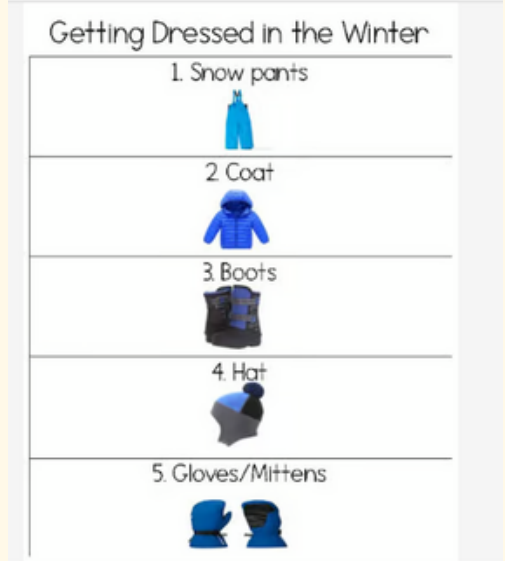 Getting Dressed in the Winter
1. Snow pants
2. Coat
3. Boots
4. Hat
5. Gloves/Mittens